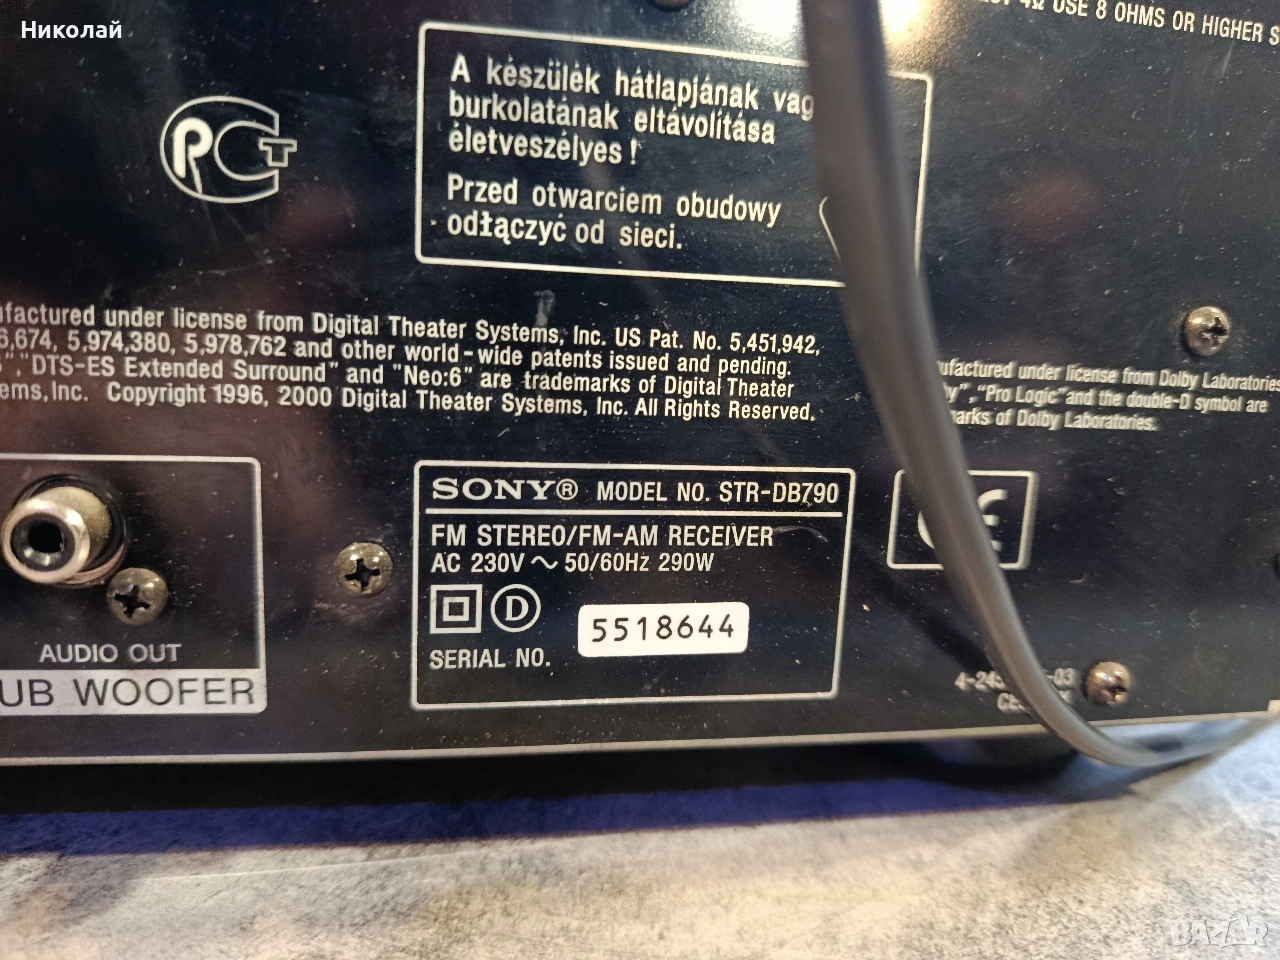 Николай
4Ω USE 8 OHMS OR HIGHER S
A készülék hátlapjának vag
burkolatának eltávolítása
életveszélyes !
Przed otwarciem obudowy
odłączyć od sieci.
PCT
ufactured under license from Digital Theater Systems, Inc. US Pat. No. 5,451,942,
6,674, 5,974,380, 5,978,762 and other world-wide patents issued and pending.
","DTS-ES Extended Surround" and "Neo:6" are trademarks of Digital Theater
ems, Inc. Copyright 1996, 2000 Digital Theater Systems, Inc. All Rights Reserved.
ufactured under license from Dolby Laboratories
by", "Pro Logic" and the double-D symbol are
arks of Dolby Laboratories.
SONY® MODEL NO. STR-DB790
FM STEREO/FM-AM RECEIVER
AC 230V ～ 50/60Hz 290W
D
5518644
SERIAL NO.
CE
AUDIO OUT
UB WOOFER
BAZAR